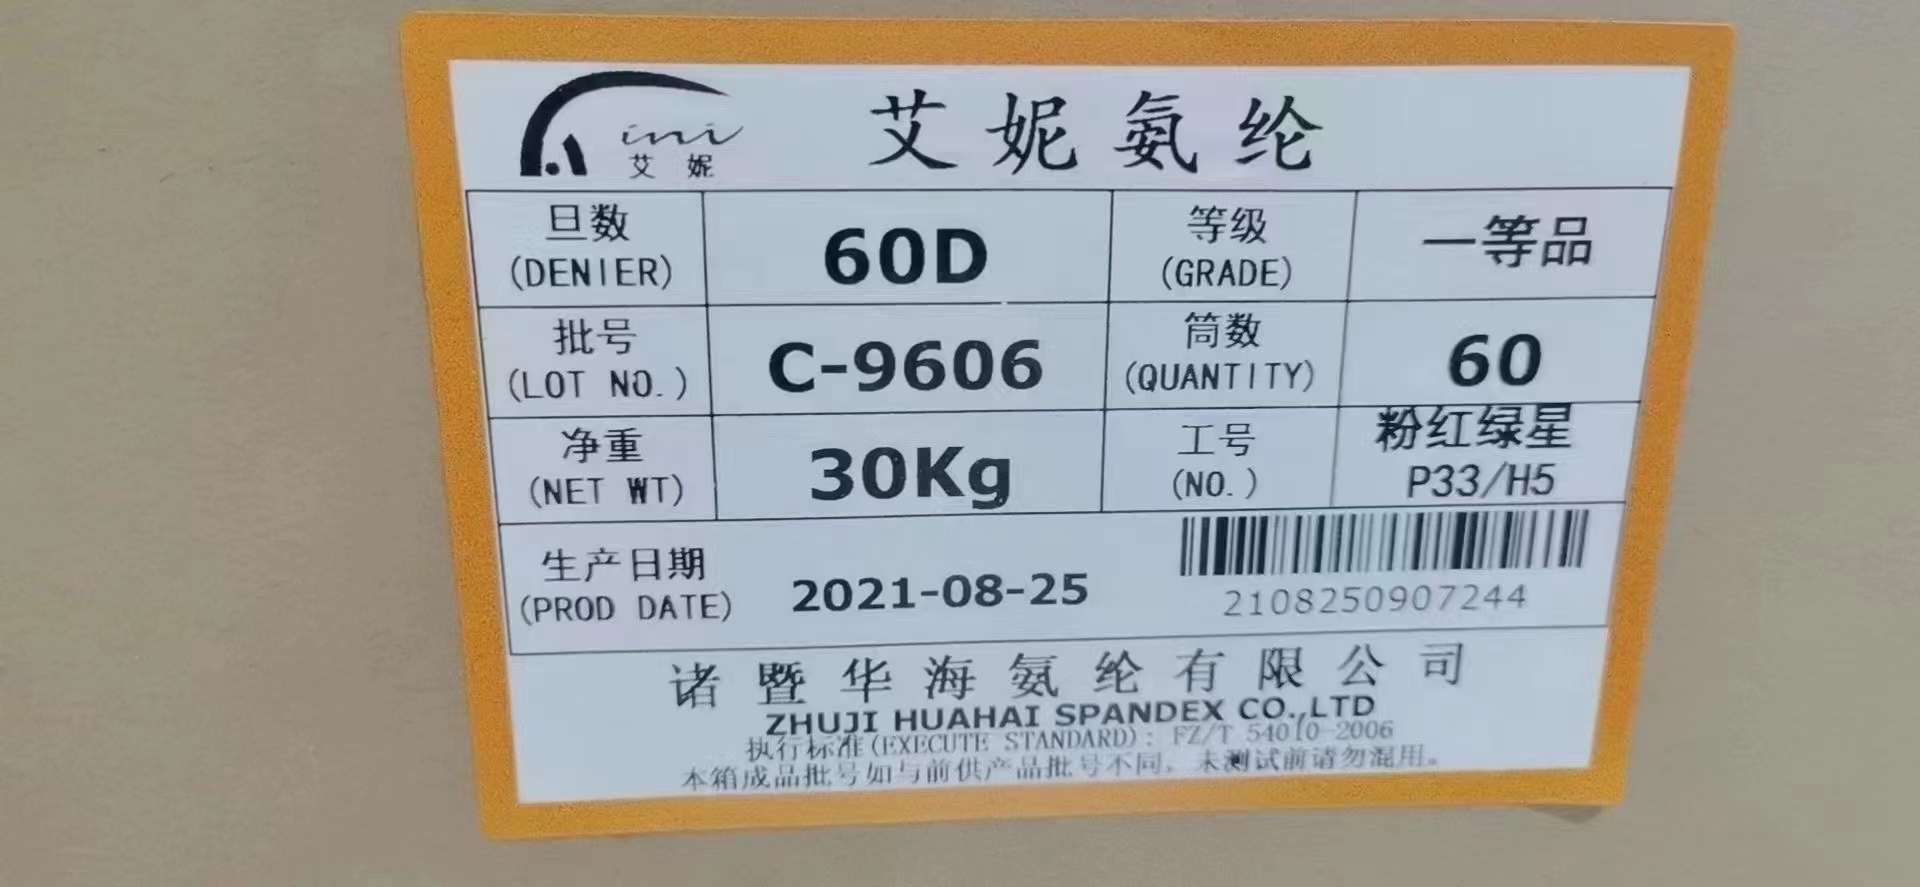 ini
艾妮
艾妮氨纶
旦数
(DENIER)
60D
等级
(GRADE)
一等品
批号
(LOT NO.)
C-9606
筒数
(QUANTITY)
60
净重
(NET WT)
30Kg
工号
(NO.)
粉红绿星
P33/H5
生产日期
(PROD DATE)
2021-08-25
2108250907244
诸暨华海氨纶有限公司
ZHUJI HUAHAI SPANDEX CO.,LTD
执行标准(EXECUTE STANDARD): FZ/T 54010-2006
本箱成品批号如与前供产品批号不同，未测试前请勿混用。